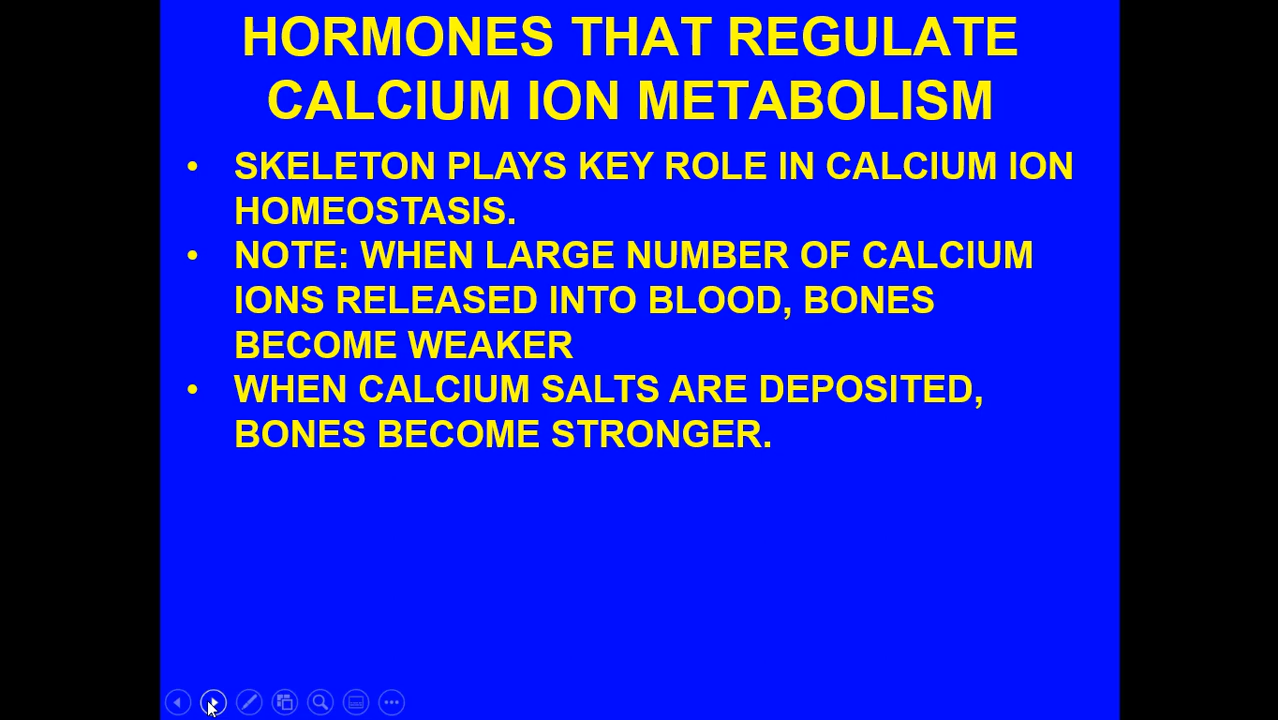 HORMONES THAT REGULATE
CALCIUM ION METABOLISM
• SKELETON PLAYS KEY ROLE IN CALCIUM ION
HOMEOSTASIS.
• NOTE: WHEN LARGE NUMBER OF CALCIUM
IONS RELEASED INTO BLOOD, BONES
BECOME WEAKER
• WHEN CALCIUM SALTS ARE DEPOSITED,
BONES BECOME STRONGER.